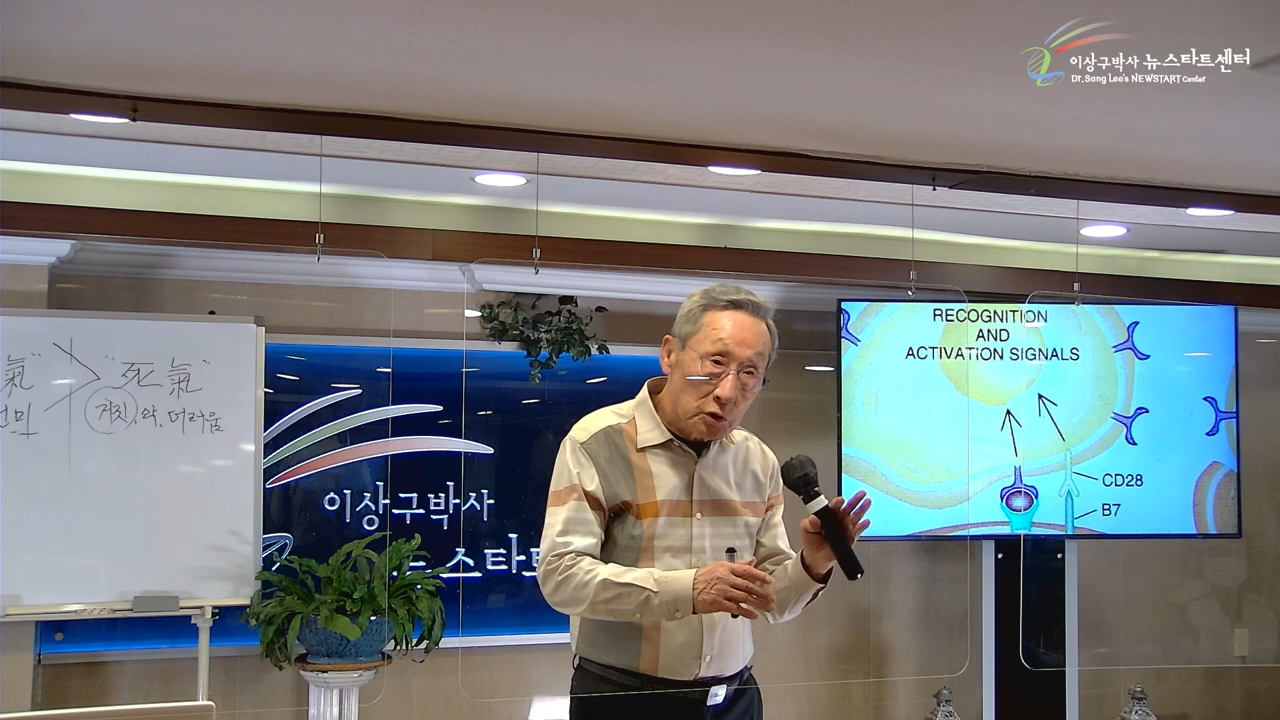 이상구박사 뉴스타트센터
Dr. Sang Lee's NEWSTART Center
氣" > "死氣"
거짓, 악, 더러움
이상구박사
뉴스타트
RECOGNITION
AND
ACTIVATION SIGNALS
CD28
B7